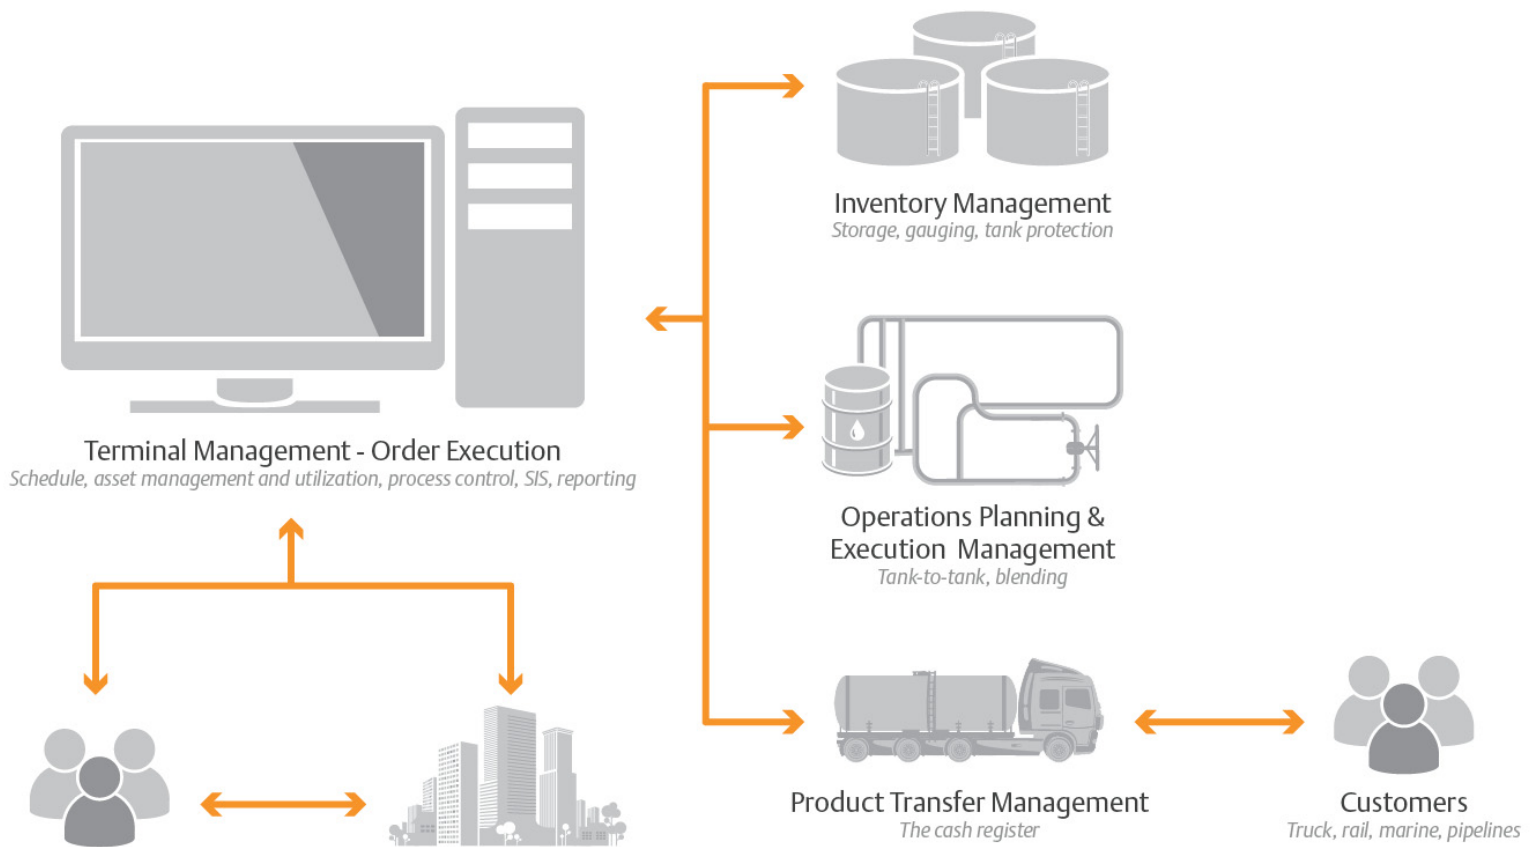 Inventory Management
Storage, gauging, tank protection
Terminal Management - Order Execution
Schedule, asset management and utilization, process control, SIS, reporting
Operations Planning &
Execution Management
Tank-to-tank, blending
Product Transfer Management
The cash register
Customers
Truck, rail, marine, pipelines